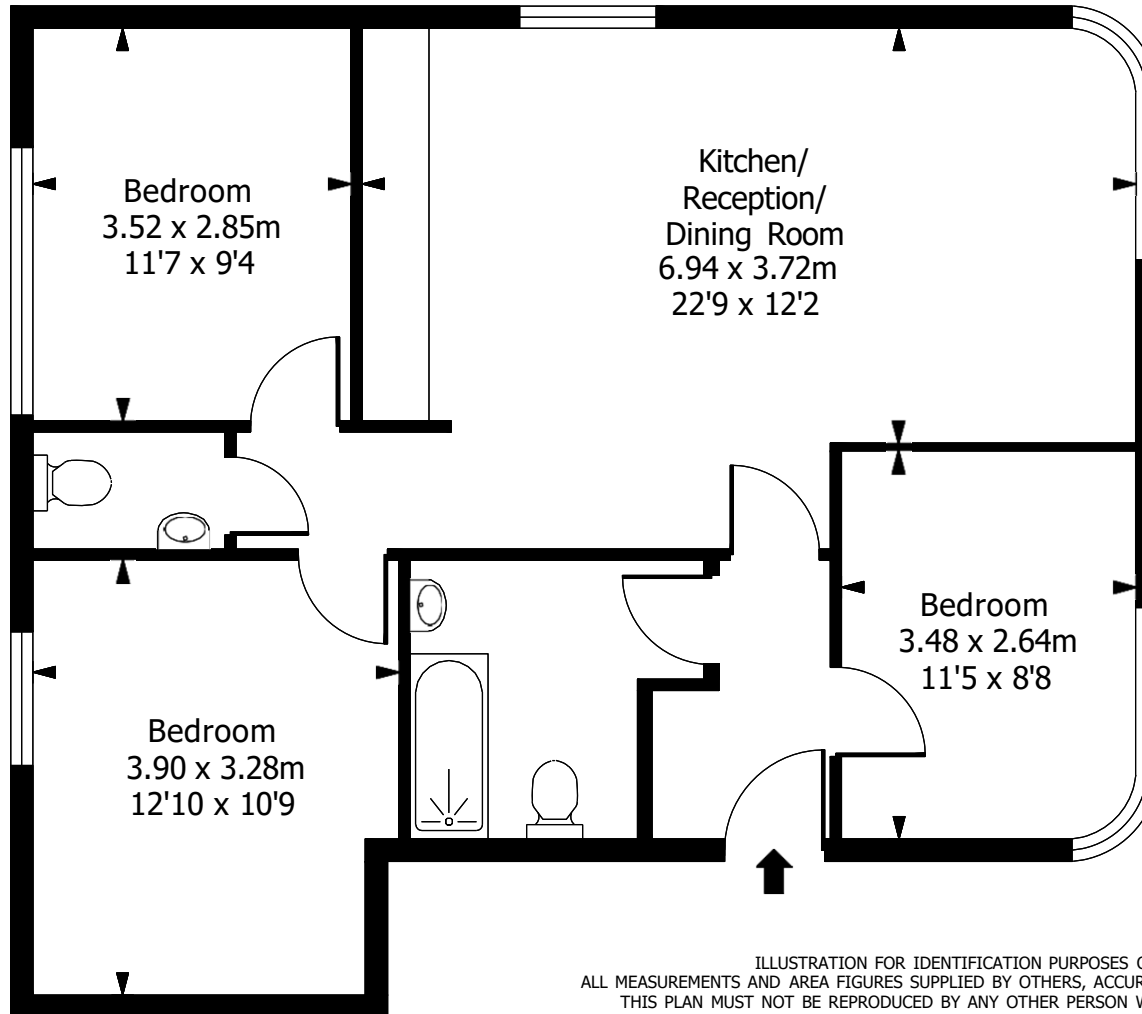 Bedroom
3.52 x 2.85m
11'7 x 9'4
Kitchen/
Reception/
Dining Room
6.94 x 3.72m
22'9 x 12'2
Bedroom
3.48 x 2.64m
11'5 x 8'8
Bedroom
3.90 x 3.28m
12'10 x 10'9
ILLUSTRATION FOR IDENTIFICATION PURPOSES
ALL MEASUREMENTS AND AREA FIGURES SUPPLIED BY OTHERS,
THIS PLAN MUST NOT BE REPRODUCED BY ANY OTHER PERSON